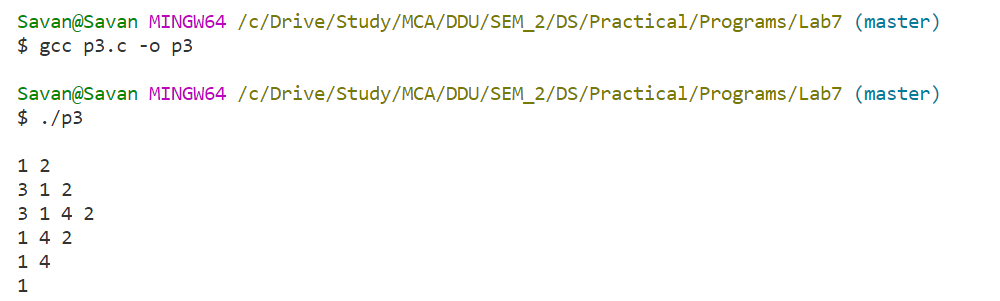 Savan@Savan MINGW64 /c/Drive/Study/MCA/DDU/SEM_2/DS/Practical/Programs/Lab7 (master)
$ gcc p3.c -o p3
Savan@Savan MINGW64 /c/Drive/Study/MCA/DDU/SEM_2/DS/Practical/Programs/Lab7 (master)
$ ./p3
1 2
3 1 2
3 1 4 2
1 4 2
1 4
1